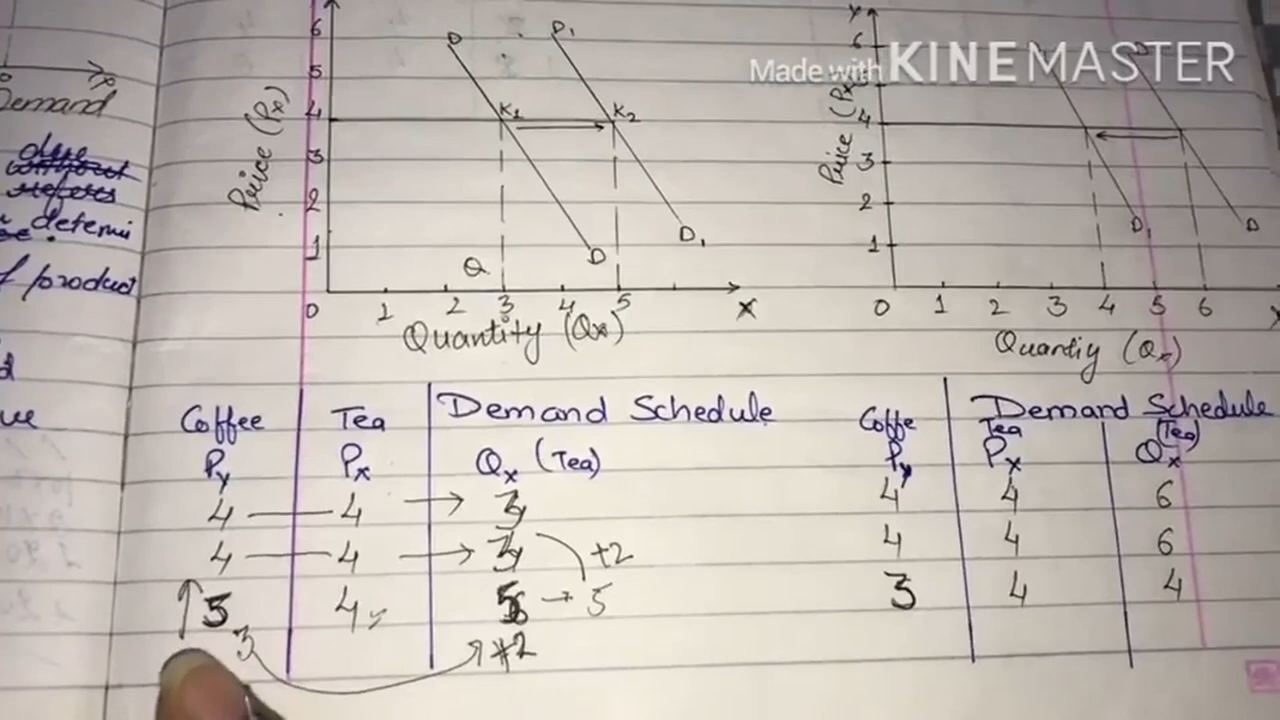 Made with KINEMASTER
Demand
determi
f product
Price (Px)
6
5
4
3
2
1
0
D
D1
K1
K2
D
D1
Q
1 2 3 4 5
X
Quantity (Qx)
Y
Price (Px
6
4
3
2
1
D1
D
0 1 2 3 4 5 6
Quantiy (Qx)
Coffee Tea Demand Schedule
Py Px Qx (Tea)
4 4 3
4 4 3 +2
5 4 5 → 5
3 +2
Coffe Demand Schedule
Tea (Tea)
Py Px Qx
4 4 6
4 4 6
3 4 4